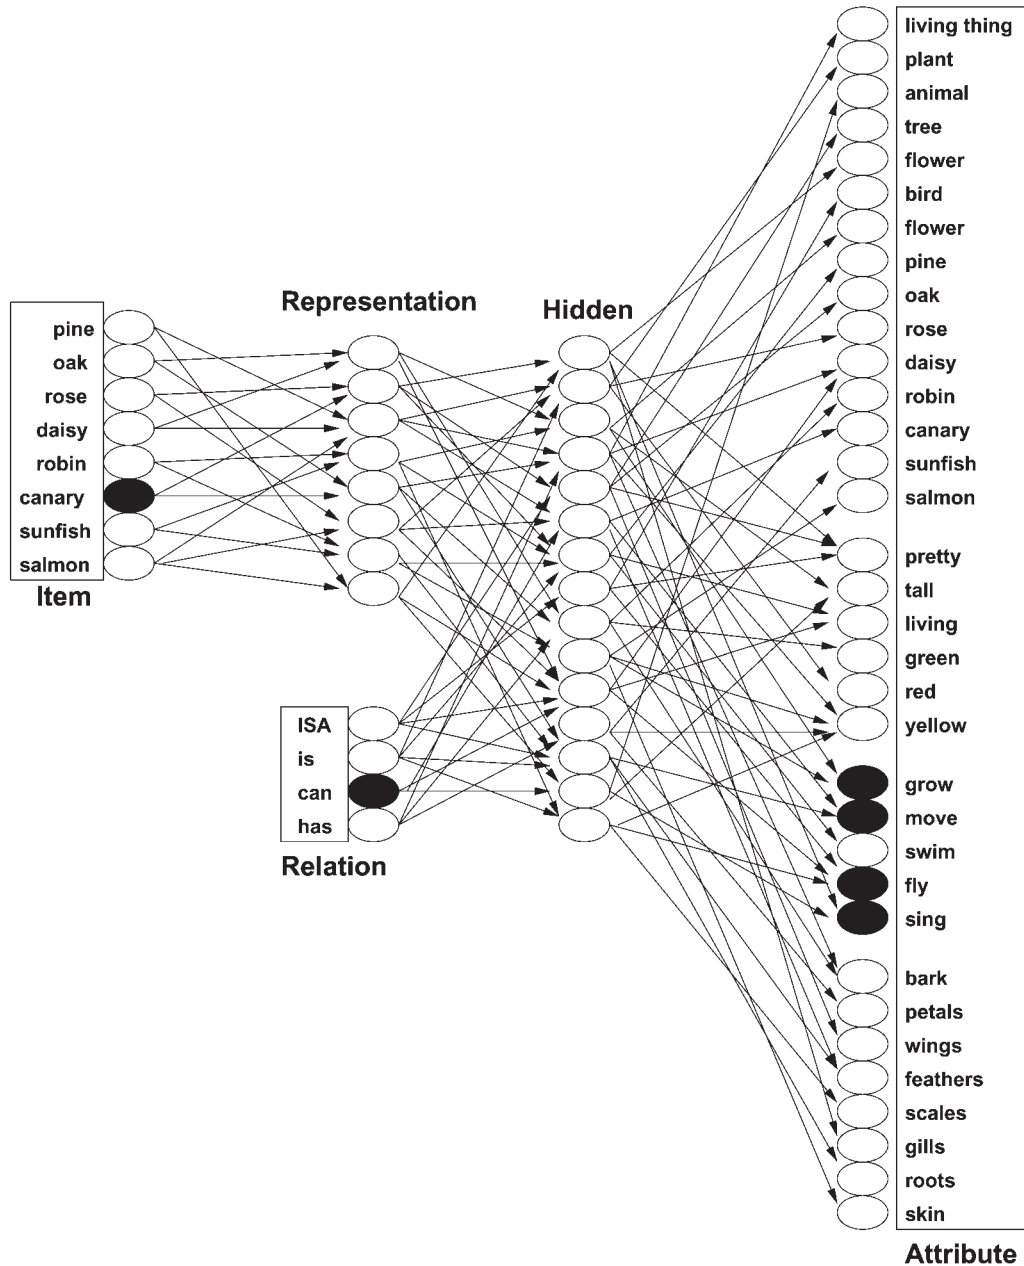 living thing
plant
animal
tree
flower
bird
flower
pine
oak
rose
daisy
robin
canary
sunfish
salmon
pretty
tall
living
green
red
yellow
grow
move
swim
fly
sing
bark
petals
wings
feathers
scales
gills
roots
skin
Attribute
Representation
Hidden
pine
oak
rose
daisy
robin
canary
sunfish
salmon
Item
ISA
is
can
has
Relation